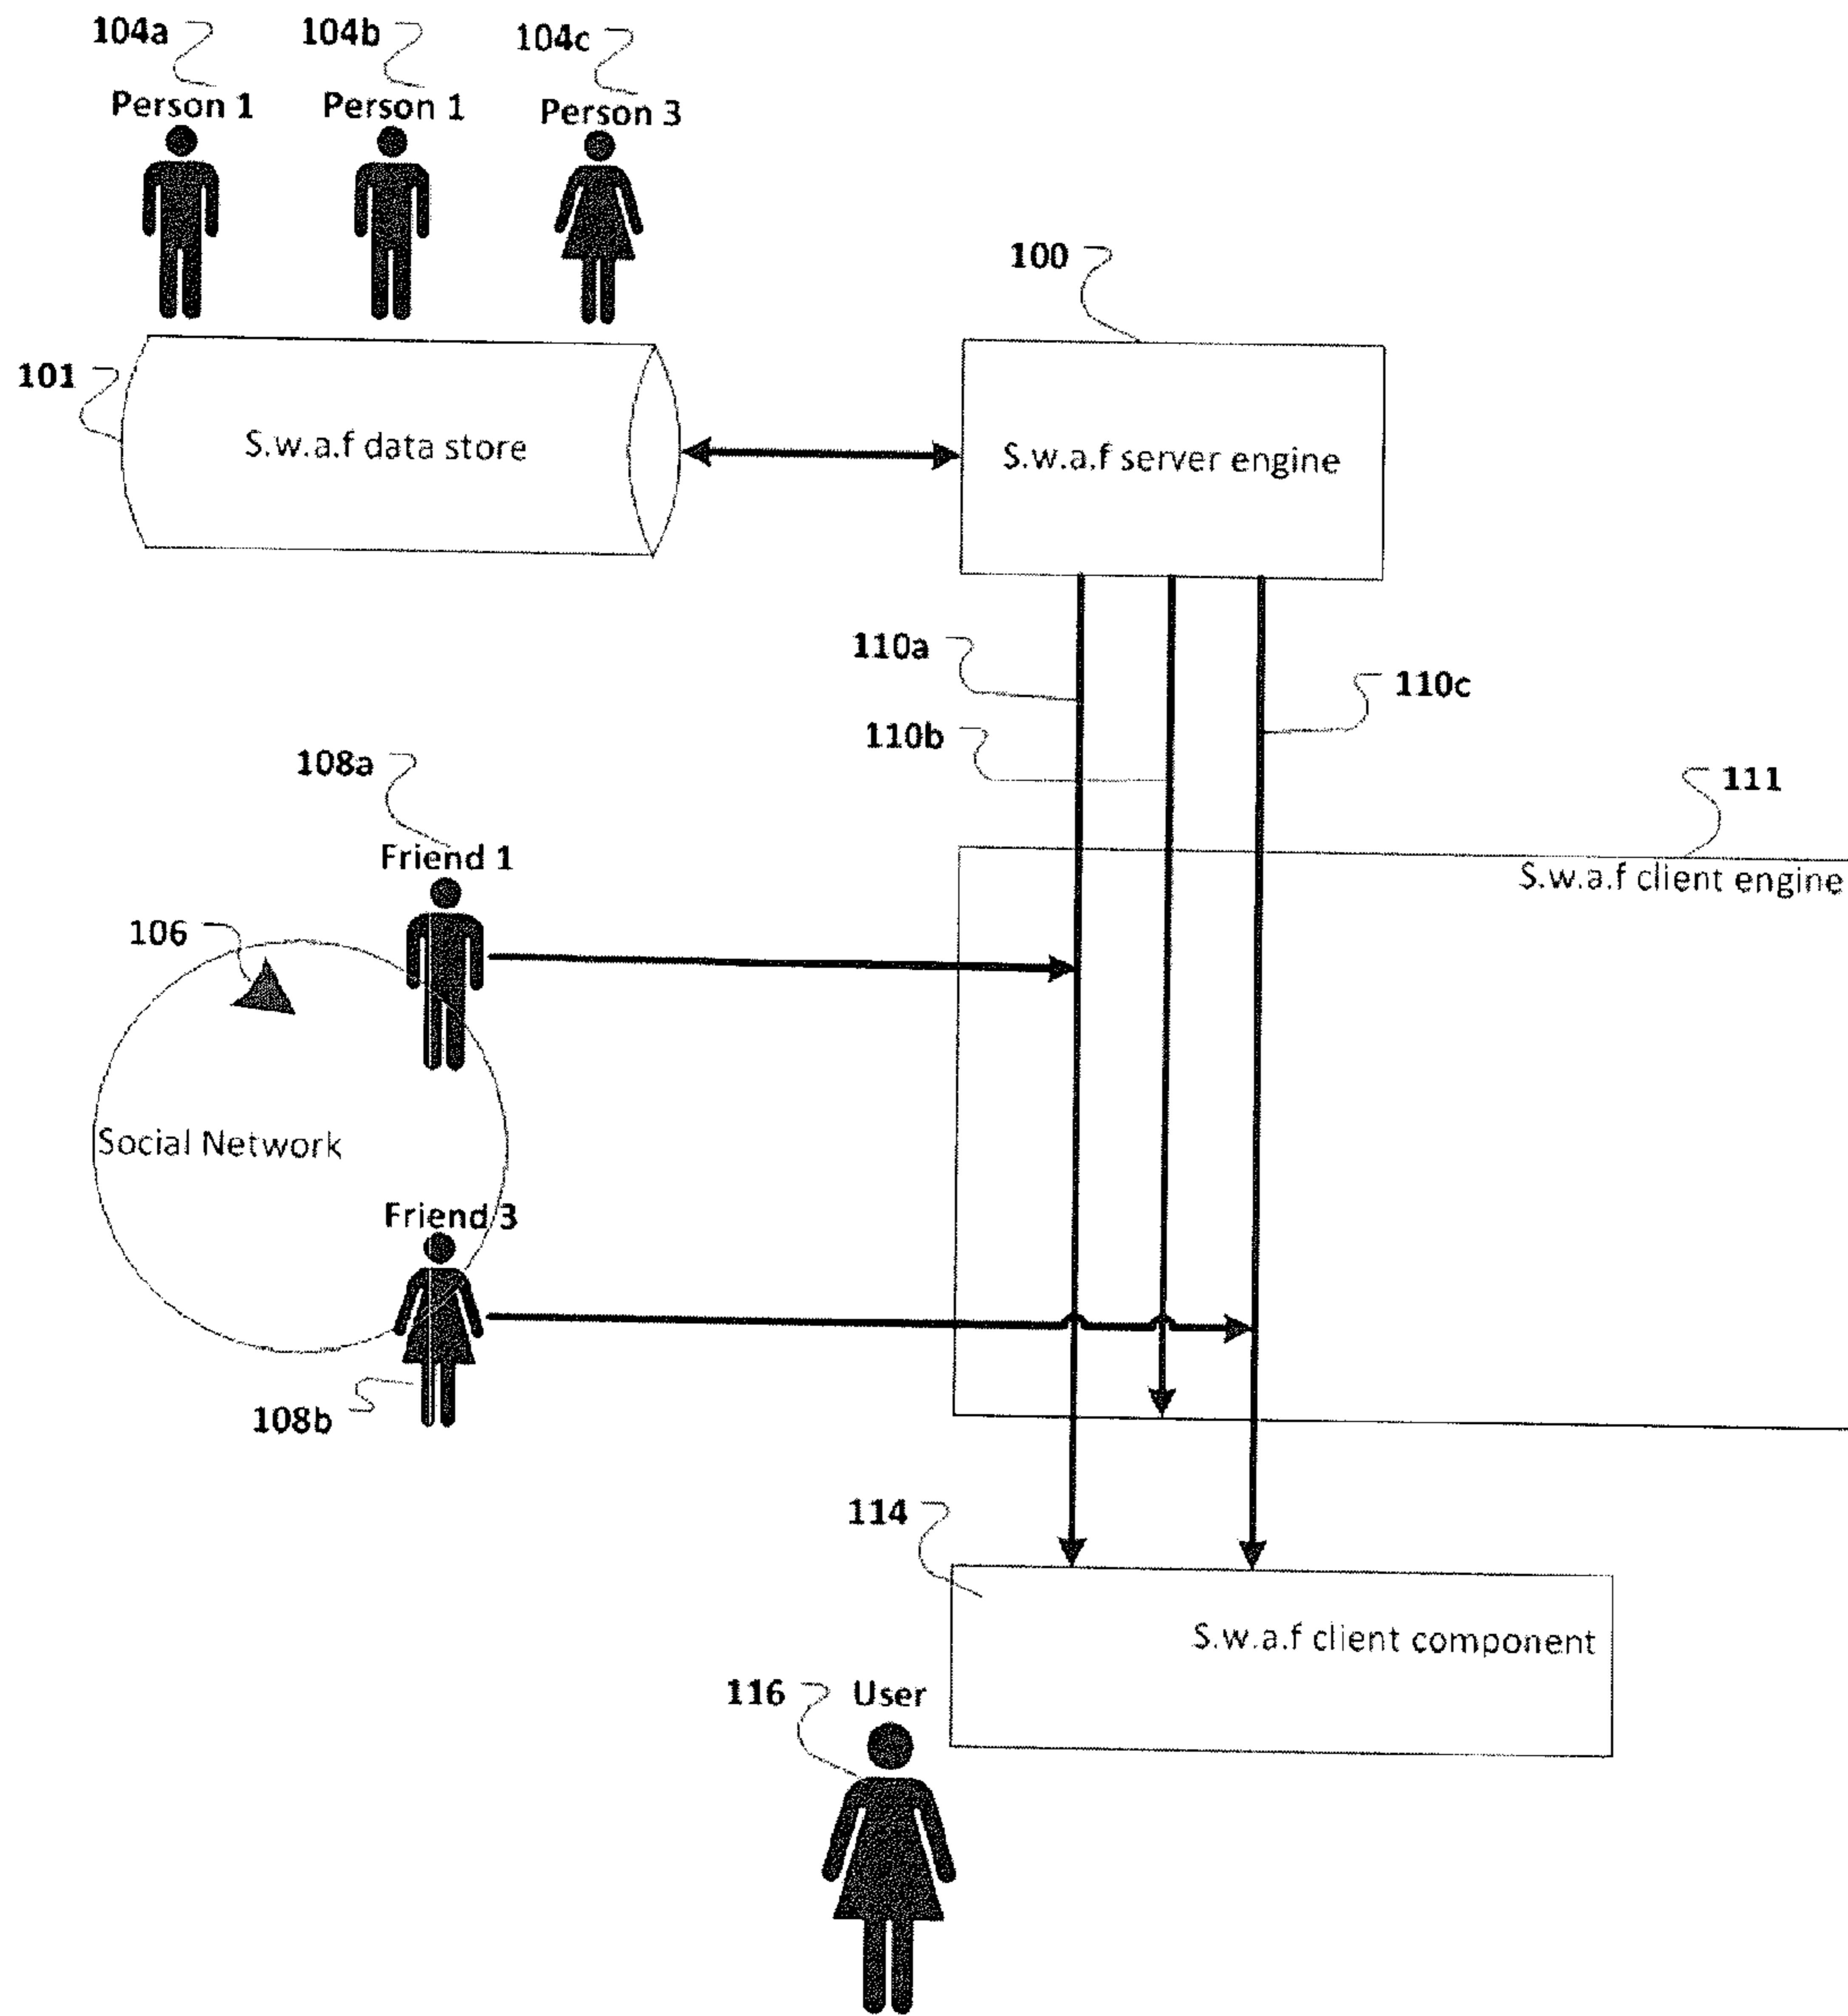 104a
104b
104c
Person 1
Person 1
Person 3
100
101
S.w.a.f data store
S.w.a.f server engine
110a
110c
110b
108a
111
Friend 1
S.w.a.f client engine
106
Social Network
Friend 3
108b
114
S.w.a.f client component
116
User